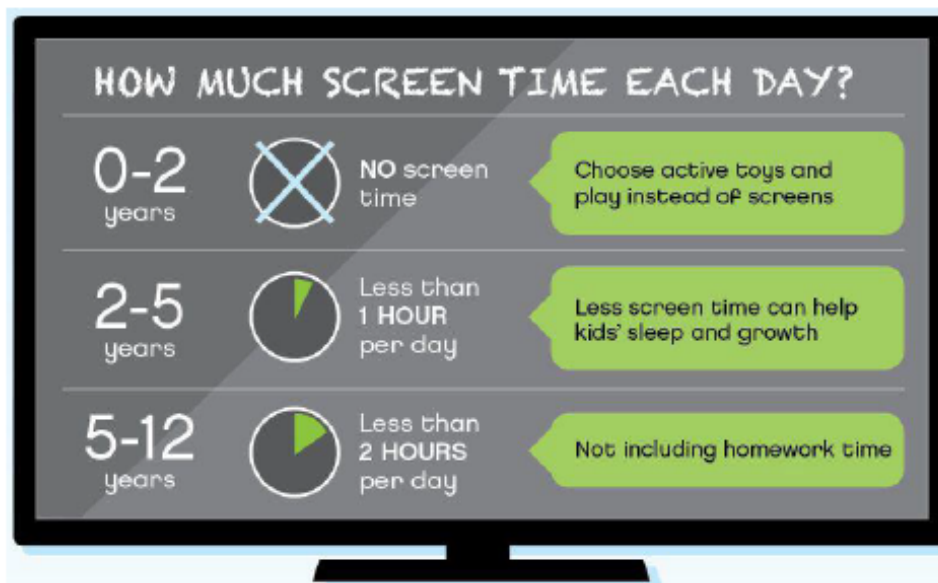 HOW MUCH SCREEN TIME EACH DAY?
0-2
years
NO screen
time
Choose active toys and
play instead of screens
2-5
years
Less than
1 HOUR
per day
Less screen time can help
kids' sleep and growth
5-12
years
Less than
2 HOURS
per day
Not including homework time